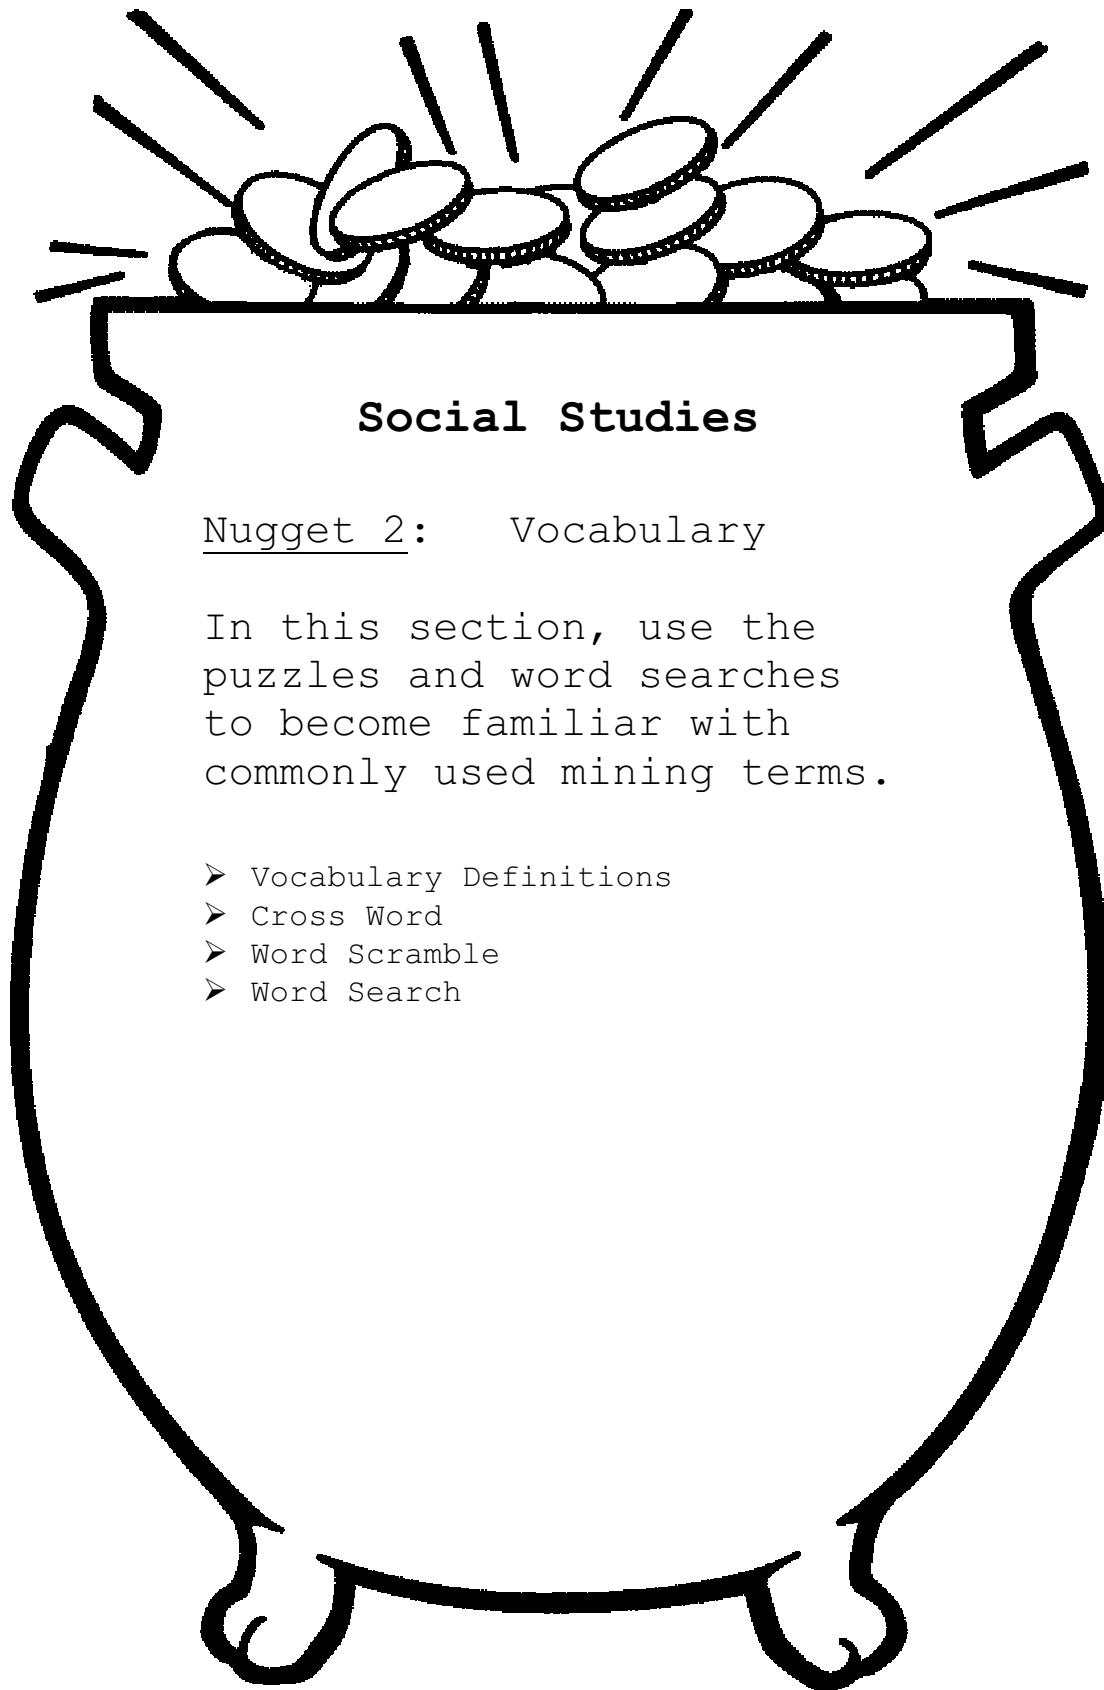 Social Studies
Nugget 2: Vocabulary
In this section, use the
puzzles and word searches
to become familiar with
commonly used mining terms.
➢ Vocabulary Definitions
➢ Cross Word
➢ Word Scramble
➢ Word Search